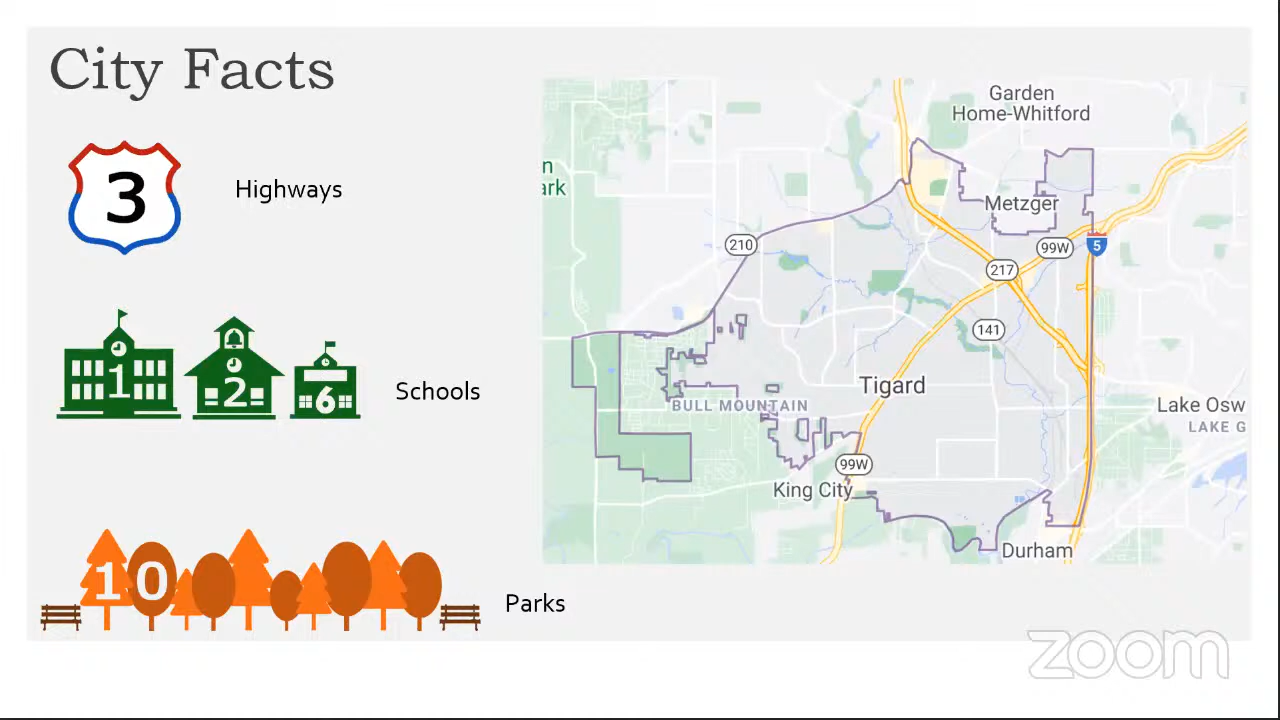 City Facts
3
Highways
1
2
6
Schools
10
Parks
n
ark
Garden
Home-Whitford
Metzger
210
99W
5
217
141
Tigard
BULL MOUNTAIN
Lake Osw
LAKE G
99W
King City
Durham
zoom